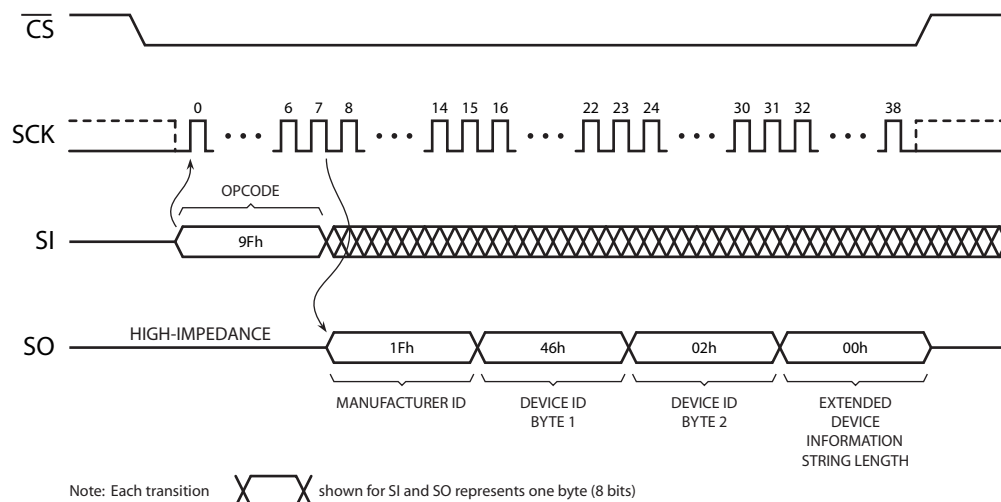 CS
0 6 7 8 14 15 16 22 23 24 30 31 32 38
SCK
OPCODE
SI
9Fh
HIGH-IMPEDANCE
SO
1Fh 46h 02h 00h
MANUFACTURER ID
DEVICE ID
BYTE 1
DEVICE ID
BYTE 2
EXTENDED
DEVICE
INFORMATION
STRING LENGTH
Note: Each transition shown for SI and SO represents one byte (8 bits)